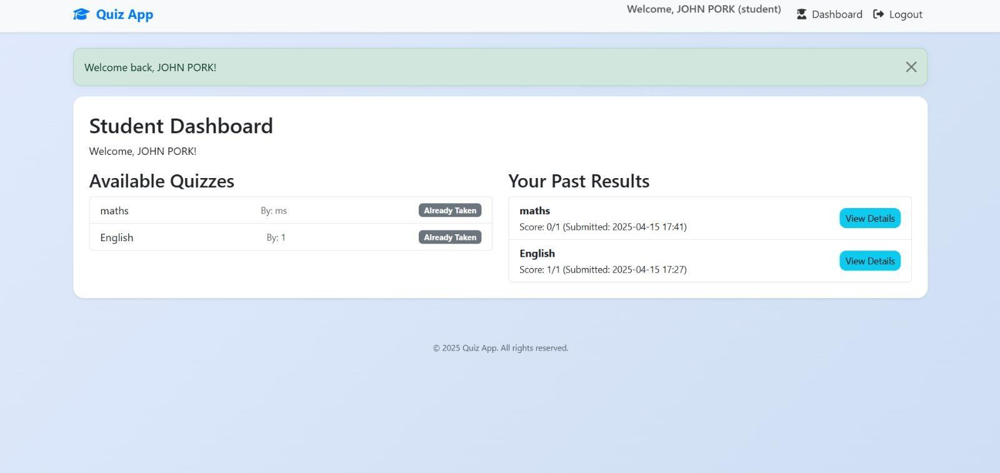 Quiz App
Welcome, JOHN PORK (student)
Dashboard
Logout
Welcome back, JOHN PORK!
Student Dashboard
Welcome, JOHN PORK!
Available Quizzes
maths By: ms Already Taken
English By: 1 Already Taken
Your Past Results
maths
Score: 0/1 (Submitted: 2025-04-15 17:41)
View Details
English
Score: 1/1 (Submitted: 2025-04-15 17:27)
View Details
© 2025 Quiz App. All rights reserved.